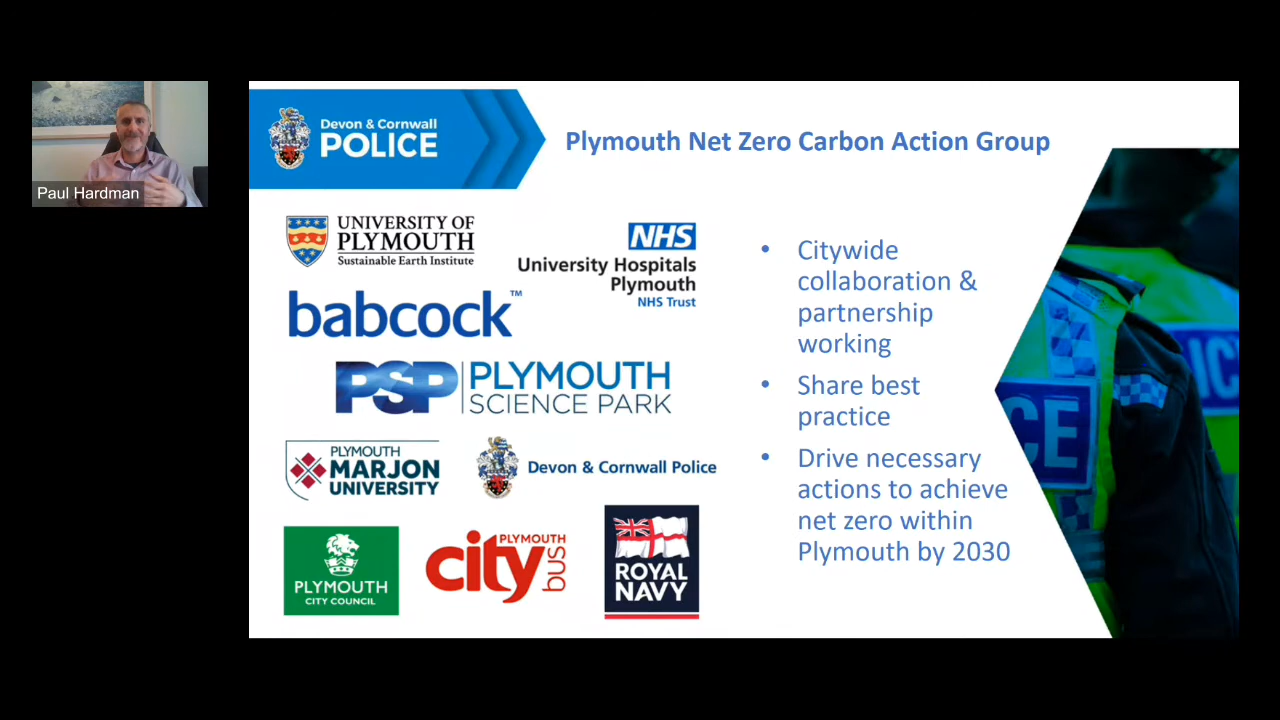 Paul Hardman
Devon & Cornwall
POLICE
Plymouth Net Zero Carbon Action Group
UNIVERSITY OF
PLYMOUTH
Sustainable Earth Institute
NHS
University Hospitals
Plymouth
NHS Trust
babcock™
PSP PLYMOUTH
SCIENCE PARK
PLYMOUTH
MARJON
UNIVERSITY
Devon & Cornwall Police
PLYMOUTH
CITY COUNCIL
PLYMOUTH
city
bus
ROYAL
NAVY
• Citywide
collaboration &
partnership
working
• Share best
practice
• Drive necessary
actions to achieve
net zero within
Plymouth by 2030